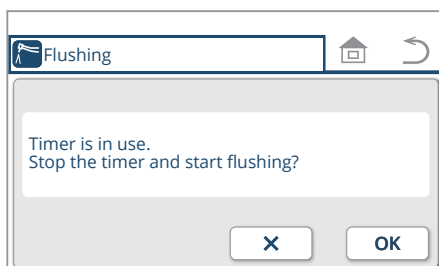 Flushing
Timer is in use.
Stop the timer and start flushing?
OK